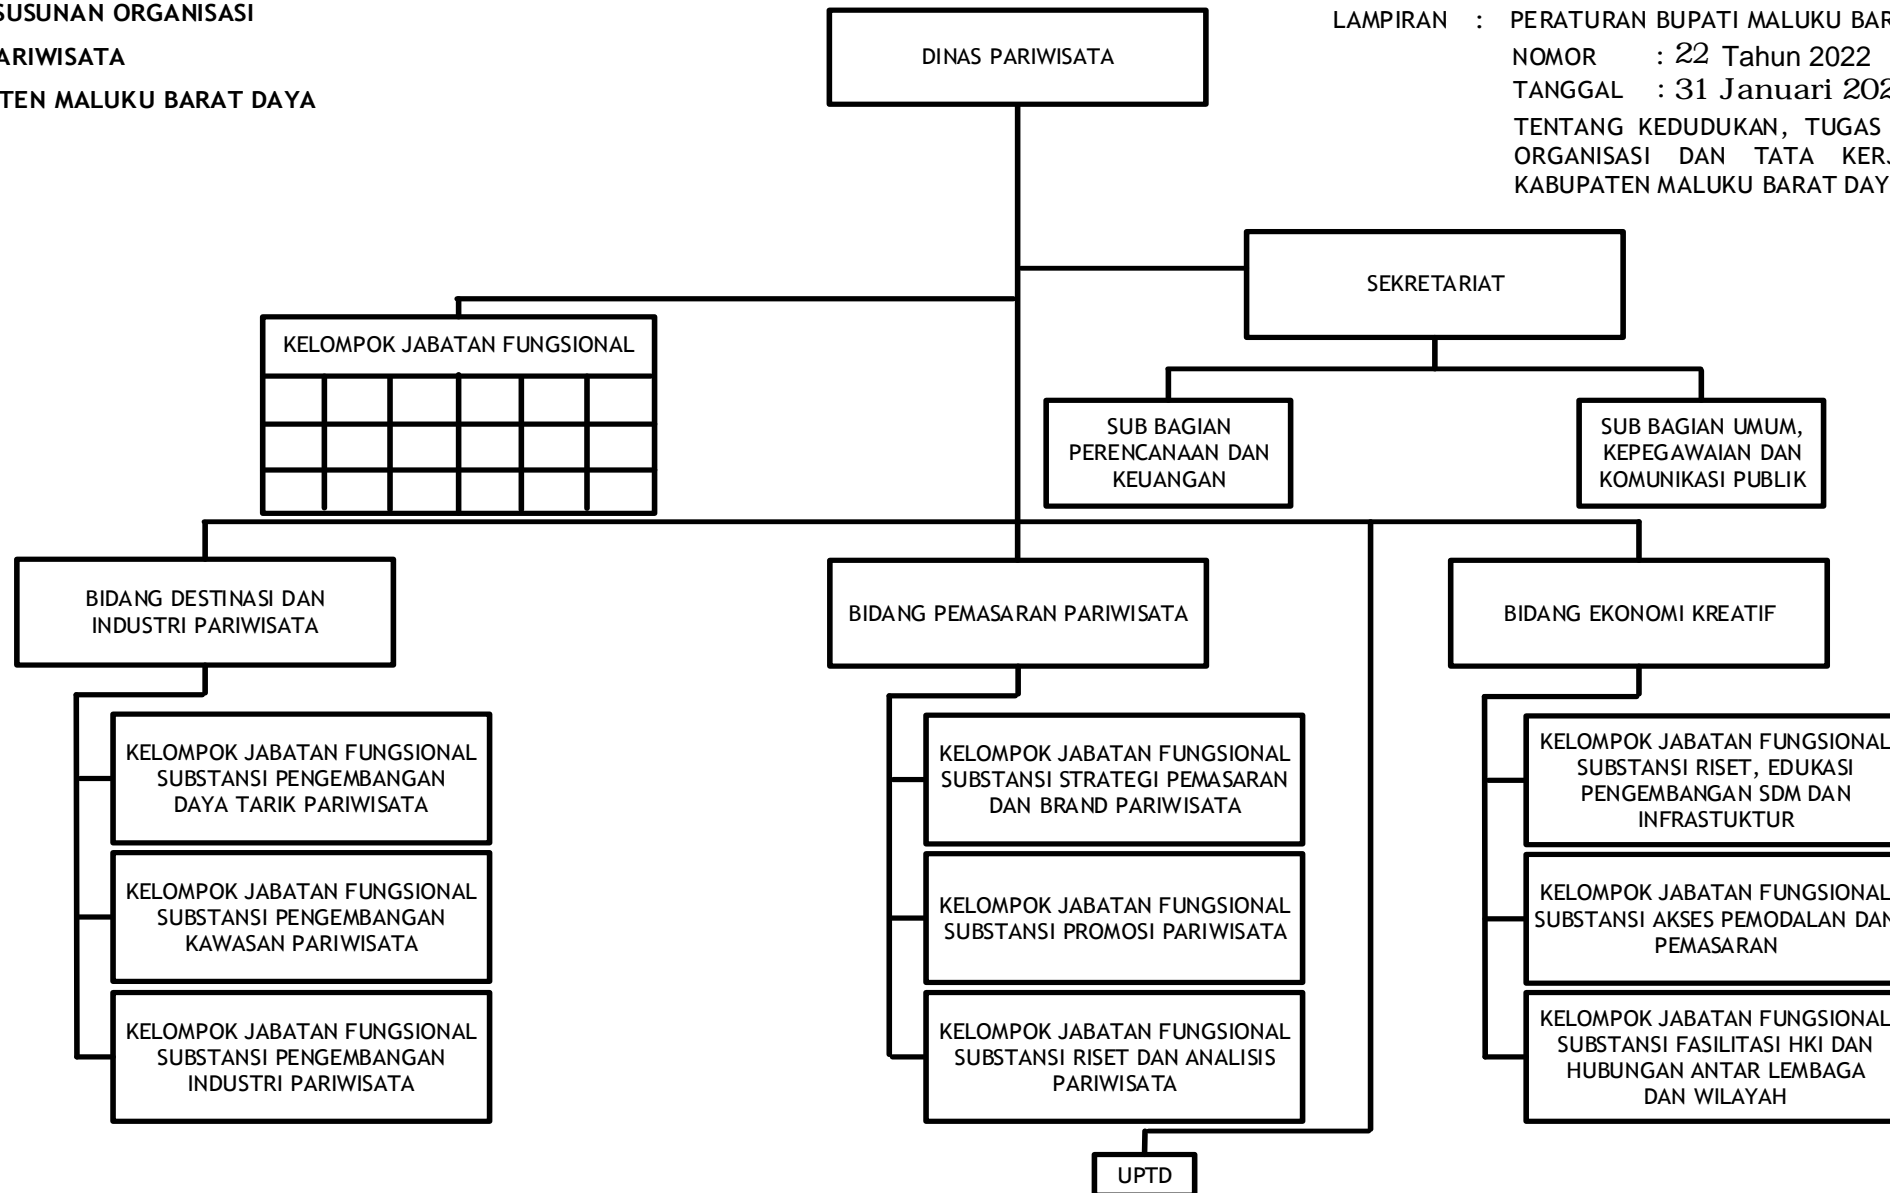 SUSUNAN ORGANISASI
ARIWISATA
TEN MALUKU BARAT DAYA
DINAS PARIWISATA
LAMPIRAN : PERATURAN BUPATI MALUKU BAR
NOMOR : 22 Tahun 2022
TANGGAL : 31 Januari 202
TENTANG KEDUDUKAN, TUGAS
ORGANISASI DAN TATA KERJ
KABUPATEN MALUKU BARAT DAY
SEKRETARIAT
KELOMPOK JABATAN FUNGSIONAL
SUB BAGIAN
PERENCANAAN DAN
KEUANGAN
SUB BAGIAN UMUM,
KEPEGAWAIAN DAN
KOMUNIKASI PUBLIK
BIDANG DESTINASI DAN
INDUSTRI PARIWISATA
BIDANG PEMASARAN PARIWISATA
BIDANG EKONOMI KREATIF
KELOMPOK JABATAN FUNGSIONAL
SUBSTANSI PENGEMBANGAN
DAYA TARIK PARIWISATA
KELOMPOK JABATAN FUNGSIONAL
SUBSTANSI PENGEMBANGAN
KAWASAN PARIWISATA
KELOMPOK JABATAN FUNGSIONAL
SUBSTANSI PENGEMBANGAN
INDUSTRI PARIWISATA
KELOMPOK JABATAN FUNGSIONAL
SUBSTANSI STRATEGI PEMASARAN
DAN BRAND PARIWISATA
KELOMPOK JABATAN FUNGSIONAL
SUBSTANSI PROMOSI PARIWISATA
KELOMPOK JABATAN FUNGSIONAL
SUBSTANSI RISET DAN ANALISIS
PARIWISATA
KELOMPOK JABATAN FUNGSIONAL
SUBSTANSI RISET, EDUKASI
PENGEMBANGAN SDM DAN
INFRASTUKTUR
KELOMPOK JABATAN FUNGSIONAL
SUBSTANSI AKSES PEMODALAN DAN
PEMASARAN
KELOMPOK JABATAN FUNGSIONAL
SUBSTANSI FASILITASI HKI DAN
HUBUNGAN ANTAR LEMBAGA
DAN WILAYAH
UPTD